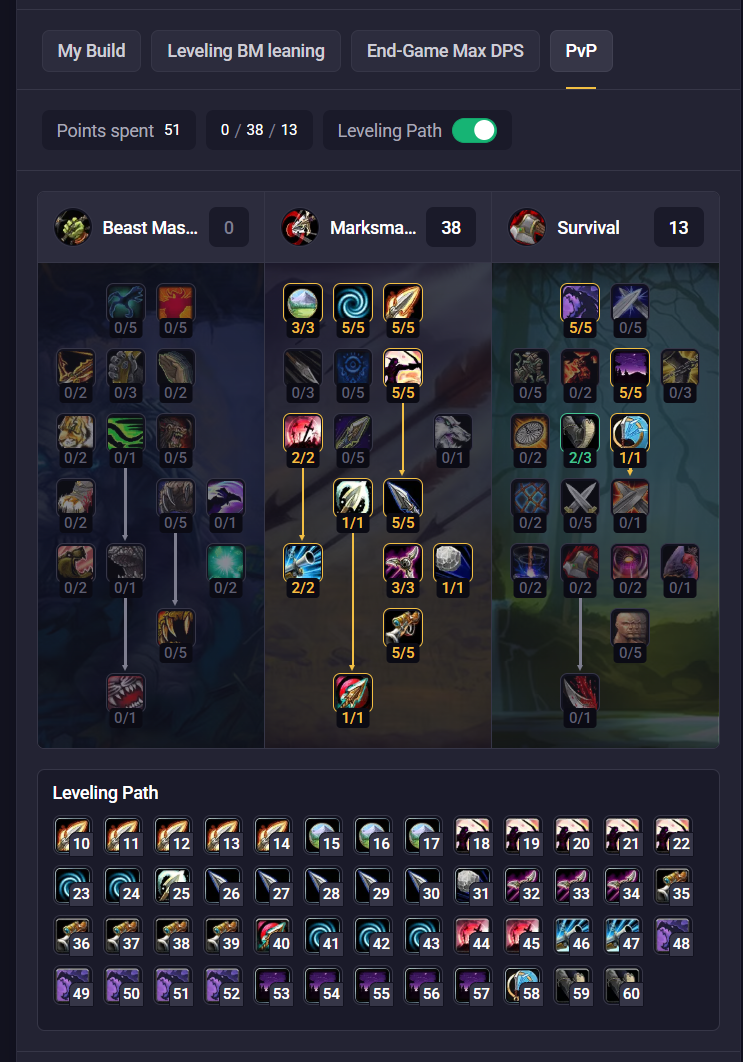 My Build Leveling BM leaning End-Game Max DPS PvP
Points spent 51 0 / 38 / 13 Leveling Path
Beast Mas... 0 Marksma... 38 Survival 13
0/5 0/5 3/3 5/5 5/5 5/5 0/5
0/2 0/3 0/2 0/3 0/5 5/5 0/5 0/2 5/5 0/3
0/2 0/1 0/5 2/2 0/5 0/1 0/2 2/3 1/1
0/2 0/5 0/1 1/1 5/5 0/2 0/5 0/1
0/2 0/1 0/2 2/2 3/3 1/1 0/2 0/2 0/2 0/1
0/5 5/5 0/5
0/1 1/1 0/1
Leveling Path
10 11 12 13 14 15 16 17 18 19 20 21 22
23 24 25 26 27 28 29 30 31 32 33 34 35
36 37 38 39 40 41 42 43 44 45 46 47 48
49 50 51 52 53 54 55 56 57 58 59 60